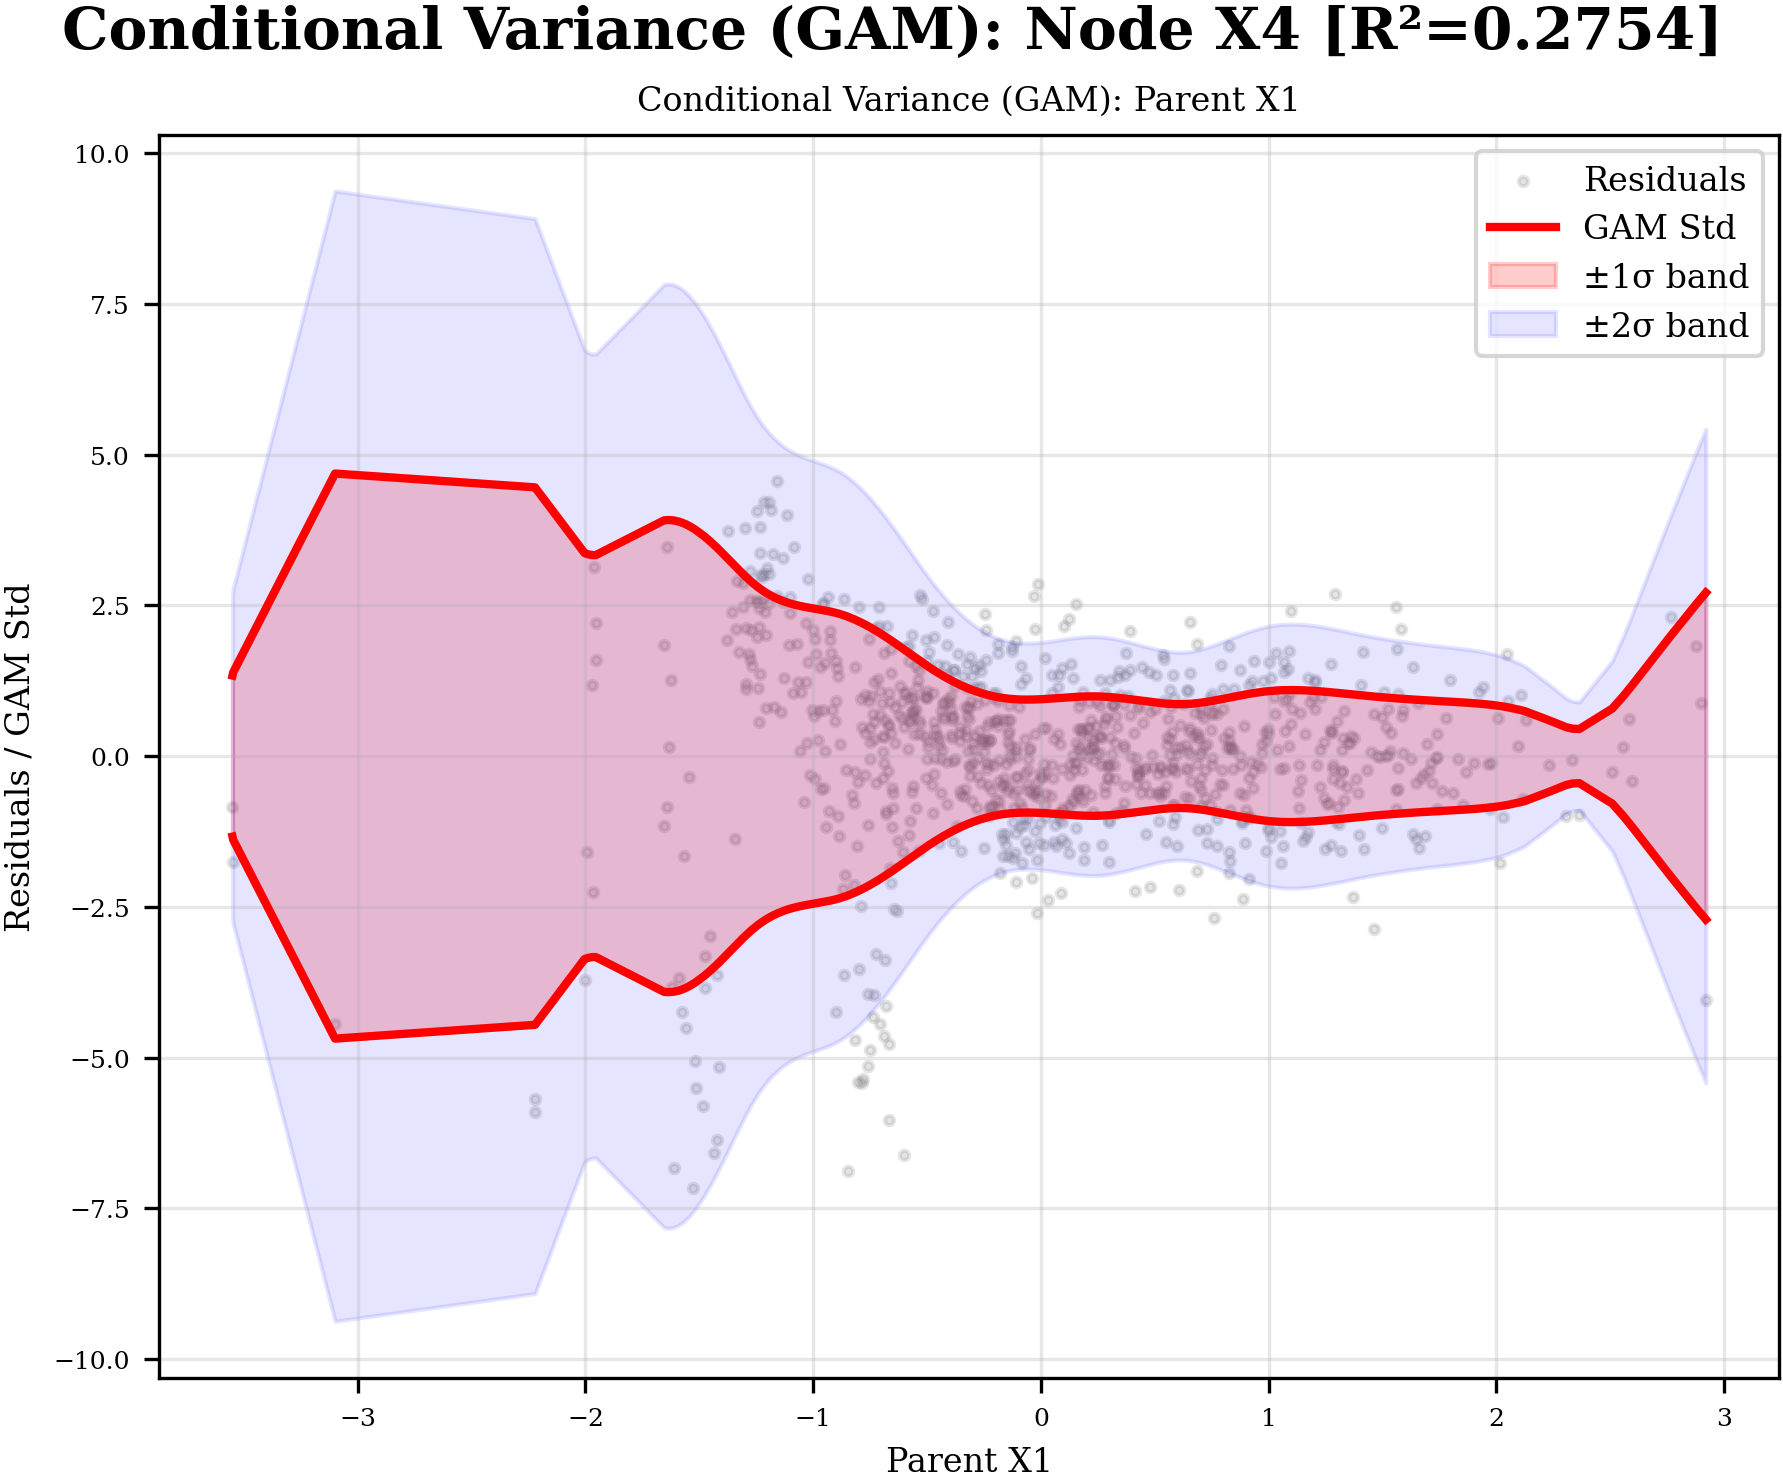 Conditional Variance (GAM): Node X4 [R²=0.2754]
Conditional Variance (GAM): Parent X1
Residuals
GAM Std
±1σ band
±2σ band
10.0
7.5
5.0
2.5
0.0
−2.5
−5.0
−7.5
−10.0
Residuals / GAM Std
−3
−2
−1
0
1
2
3
Parent X1